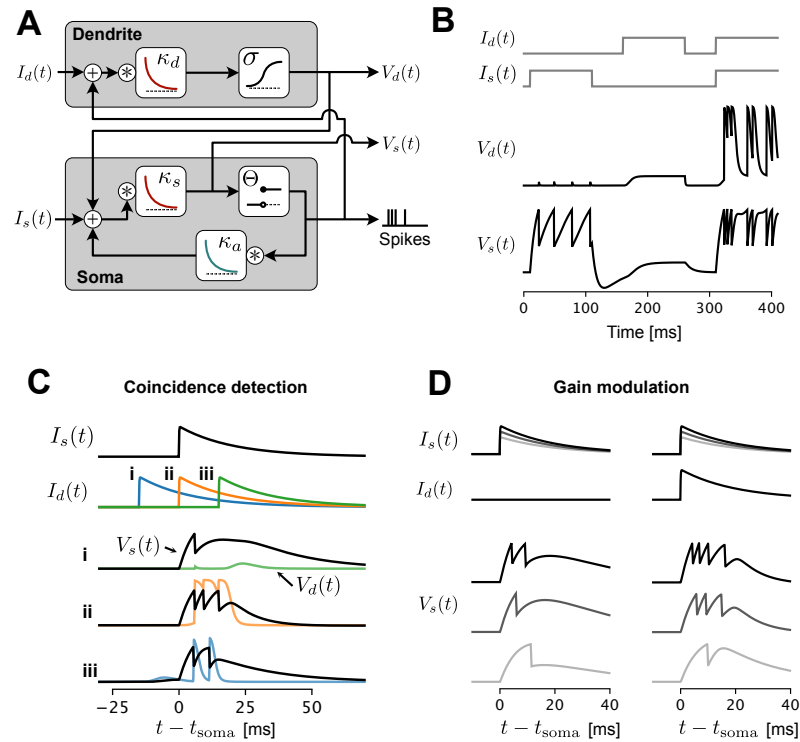 A
Dendrite
I_d(t)
+
*
κ_d
σ
V_d(t)
V_s(t)
I_s(t)
+
*
κ_s
Θ
Spikes
κ_a
*
Soma
B
I_d(t)
I_s(t)
V_d(t)
V_s(t)
0 100 200 300 400
Time [ms]
C
Coincidence detection
I_s(t)
i ii iii
I_d(t)
i
V_s(t)
V_d(t)
ii
iii
−25 0 25 50
t − t_soma [ms]
D
Gain modulation
I_s(t)
I_d(t)
V_s(t)
0 20 40
t − t_soma [ms]
0 20 40
t − t_soma [ms]